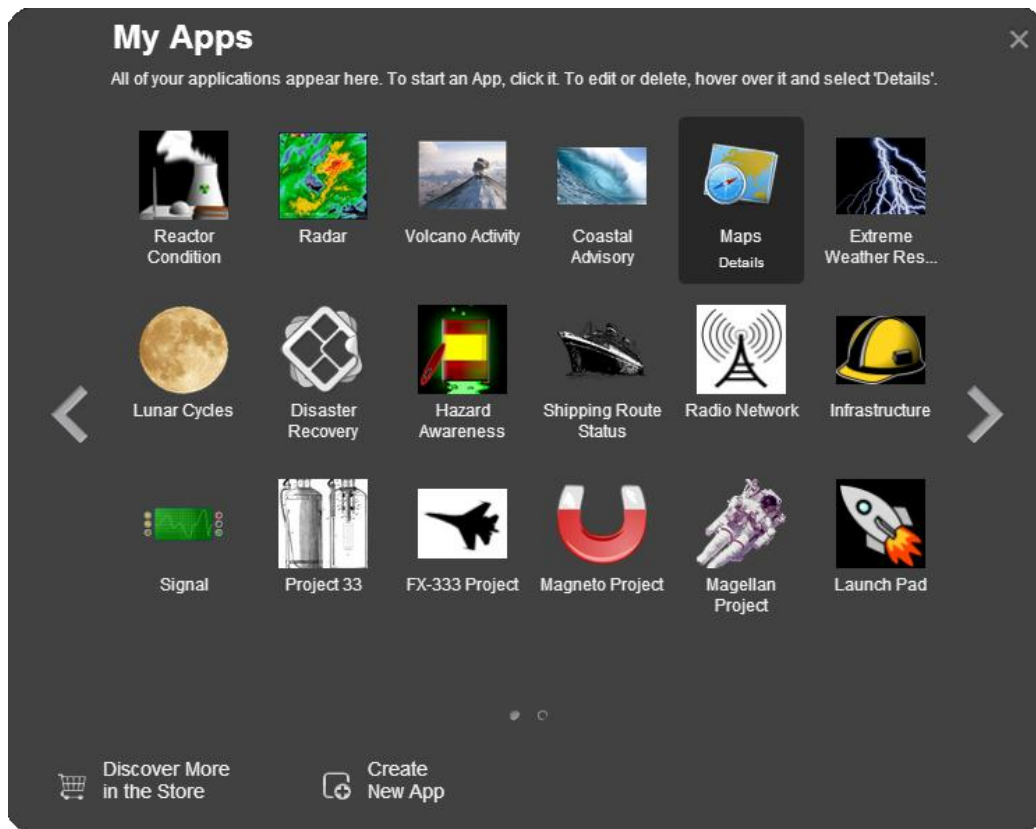 My Apps
All of your applications appear here. To start an App, click it. To edit or delete, hover over it and select 'Details'.
Reactor
Condition
Radar
Volcano Activity
Coastal
Advisory
Maps
Details
Extreme
Weather Res...
Lunar Cycles
Disaster
Recovery
Hazard
Awareness
Shipping Route
Status
Radio Network
Infrastructure
Signal
Project 33
FX-333 Project
Magneto Project
Magellan
Project
Launch Pad
Discover More
in the Store
Create
New App